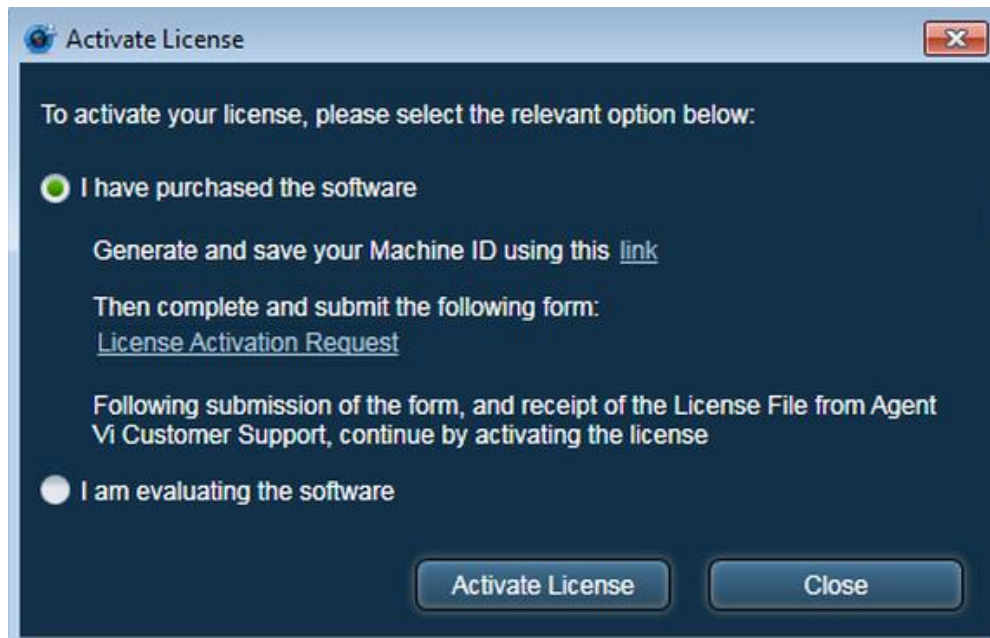 Activate License
To activate your license, please select the relevant option below:
I have purchased the software
Generate and save your Machine ID using this link
Then complete and submit the following form:
License Activation Request
Following submission of the form, and receipt of the License File from Agent
Vi Customer Support, continue by activating the license
I am evaluating the software
Activate License
Close